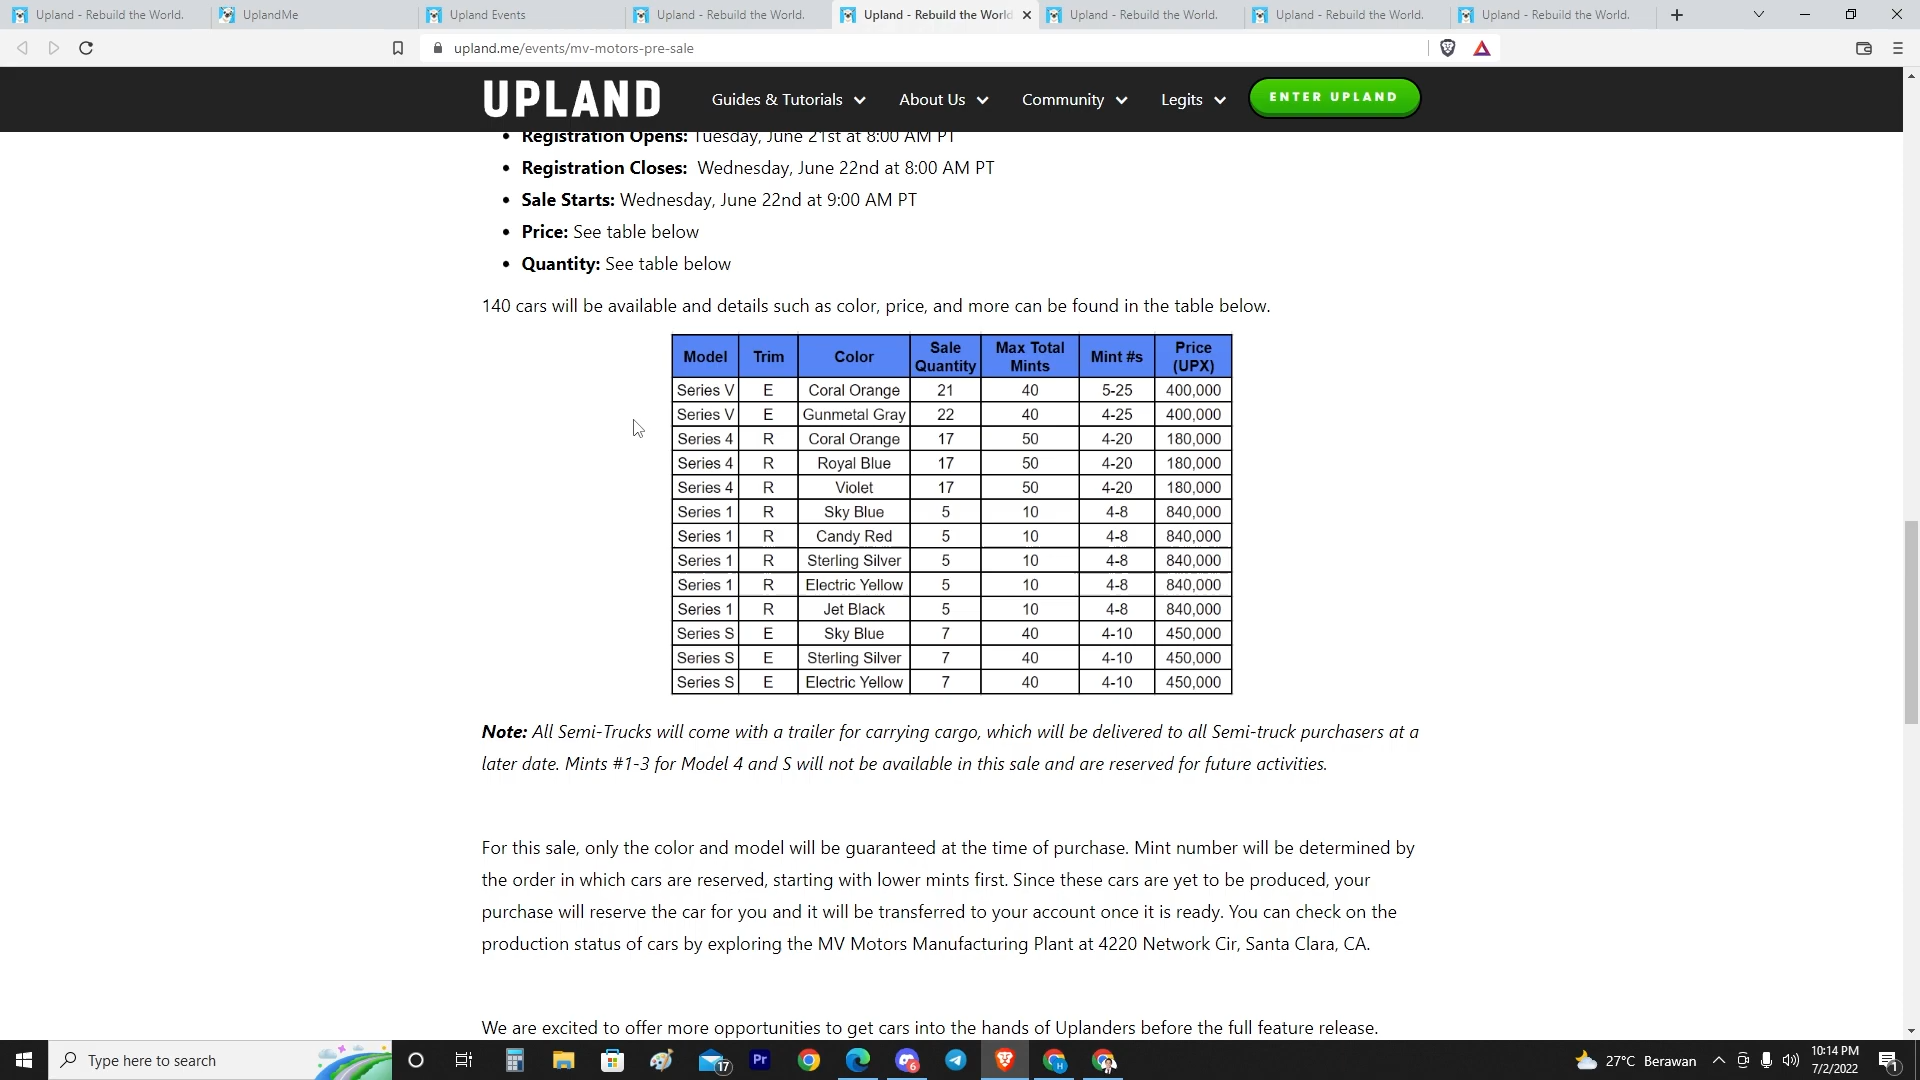 Upland - Rebuild the World.
UplandMe
Upland Events
Upland - Rebuild the World.
Upland - Rebuild the World
Upland - Rebuild the World.
Upland - Rebuild the World.
Upland - Rebuild the World.
upland.me/events/mv-motors-pre-sale
UPLAND
Guides & Tutorials
About Us
Community
Legits
ENTER UPLAND
Registration Opens: Tuesday, June 21st at 8:00 AM PT
Registration Closes: Wednesday, June 22nd at 8:00 AM PT
Sale Starts: Wednesday, June 22nd at 9:00 AM PT
Price: See table below
Quantity: See table below
140 cars will be available and details such as color, price, and more can be found in the table below.
Model Trim Color Sale Quantity Max Total Mints Mint #s Price (UPX)
Series V E Coral Orange 21 40 5-25 400,000
Series V E Gunmetal Gray 22 40 4-25 400,000
Series 4 R Coral Orange 17 50 4-20 180,000
Series 4 R Royal Blue 17 50 4-20 180,000
Series 4 R Violet 17 50 4-20 180,000
Series 1 R Sky Blue 5 10 4-8 840,000
Series 1 R Candy Red 5 10 4-8 840,000
Series 1 R Sterling Silver 5 10 4-8 840,000
Series 1 R Electric Yellow 5 10 4-8 840,000
Series 1 R Jet Black 5 10 4-8 840,000
Series S E Sky Blue 7 40 4-10 450,000
Series S E Sterling Silver 7 40 4-10 450,000
Series S E Electric Yellow 7 40 4-10 450,000
Note: All Semi-Trucks will come with a trailer for carrying cargo, which will be delivered to all Semi-truck purchasers at a
later date. Mints #1-3 for Model 4 and S will not be available in this sale and are reserved for future activities.
For this sale, only the color and model will be guaranteed at the time of purchase. Mint number will be determined by
the order in which cars are reserved, starting with lower mints first. Since these cars are yet to be produced, your
purchase will reserve the car for you and it will be transferred to your account once it is ready. You can check on the
production status of cars by exploring the MV Motors Manufacturing Plant at 4220 Network Cir, Santa Clara, CA.
We are excited to offer more opportunities to get cars into the hands of Uplanders before the full feature release.
Type here to search
17
Pr
6
H
27°C Berawan
10:14 PM
7/2/2022
1